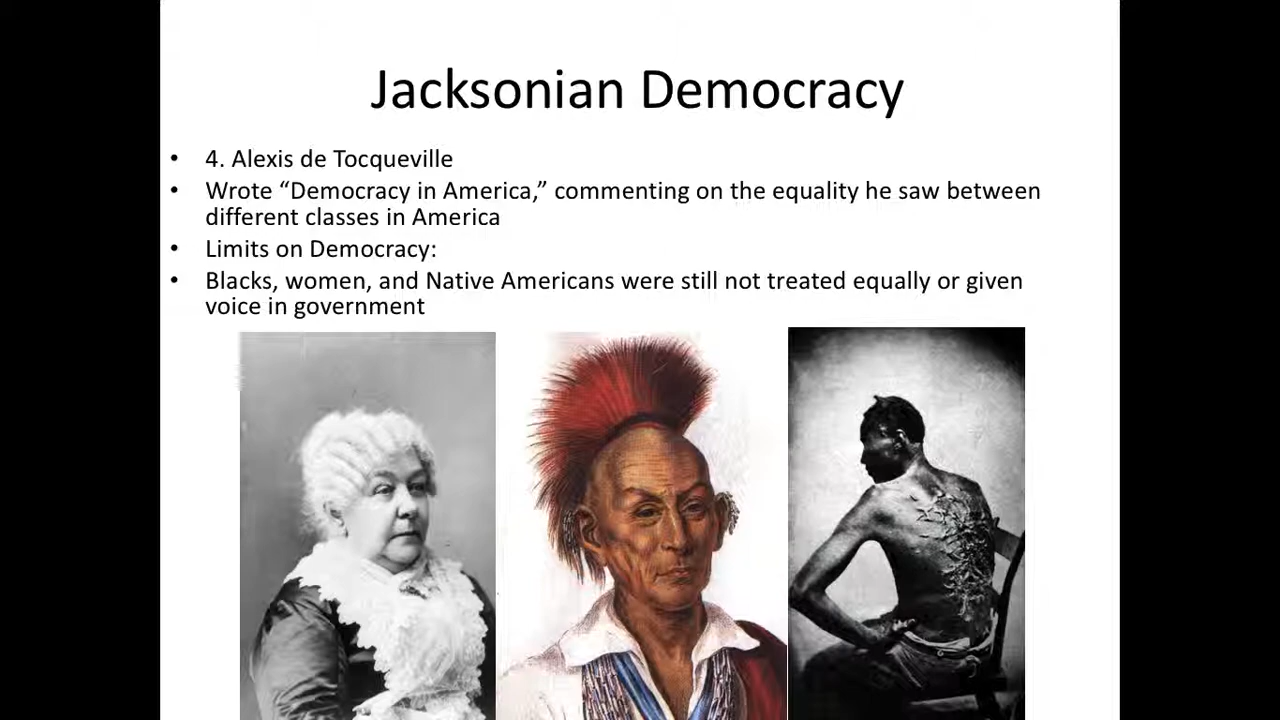 Jacksonian Democracy
• 4. Alexis de Tocqueville
• Wrote “Democracy in America,” commenting on the equality he saw between
different classes in America
• Limits on Democracy:
• Blacks, women, and Native Americans were still not treated equally or given
voice in government